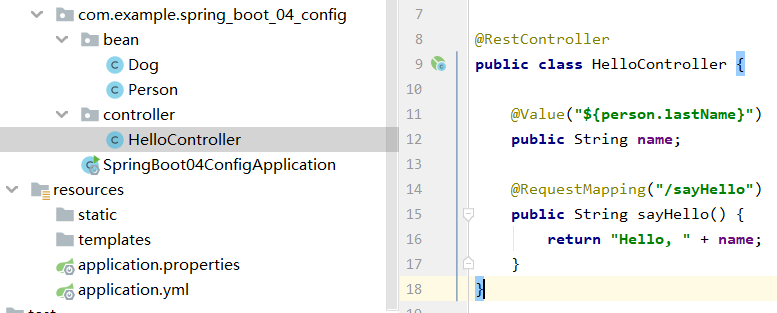 com.example.spring_boot_04_config
bean
Dog
Person
controller
HelloController
SpringBoot04ConfigApplication
resources
static
templates
application.properties
application.yml
7
8 @RestController
9 public class HelloController {
10
11 @Value("${person.lastName}")
12 public String name;
13
14 @RequestMapping("/sayHello")
15 public String sayHello() {
16 return "Hello, " + name;
17 }
18 }